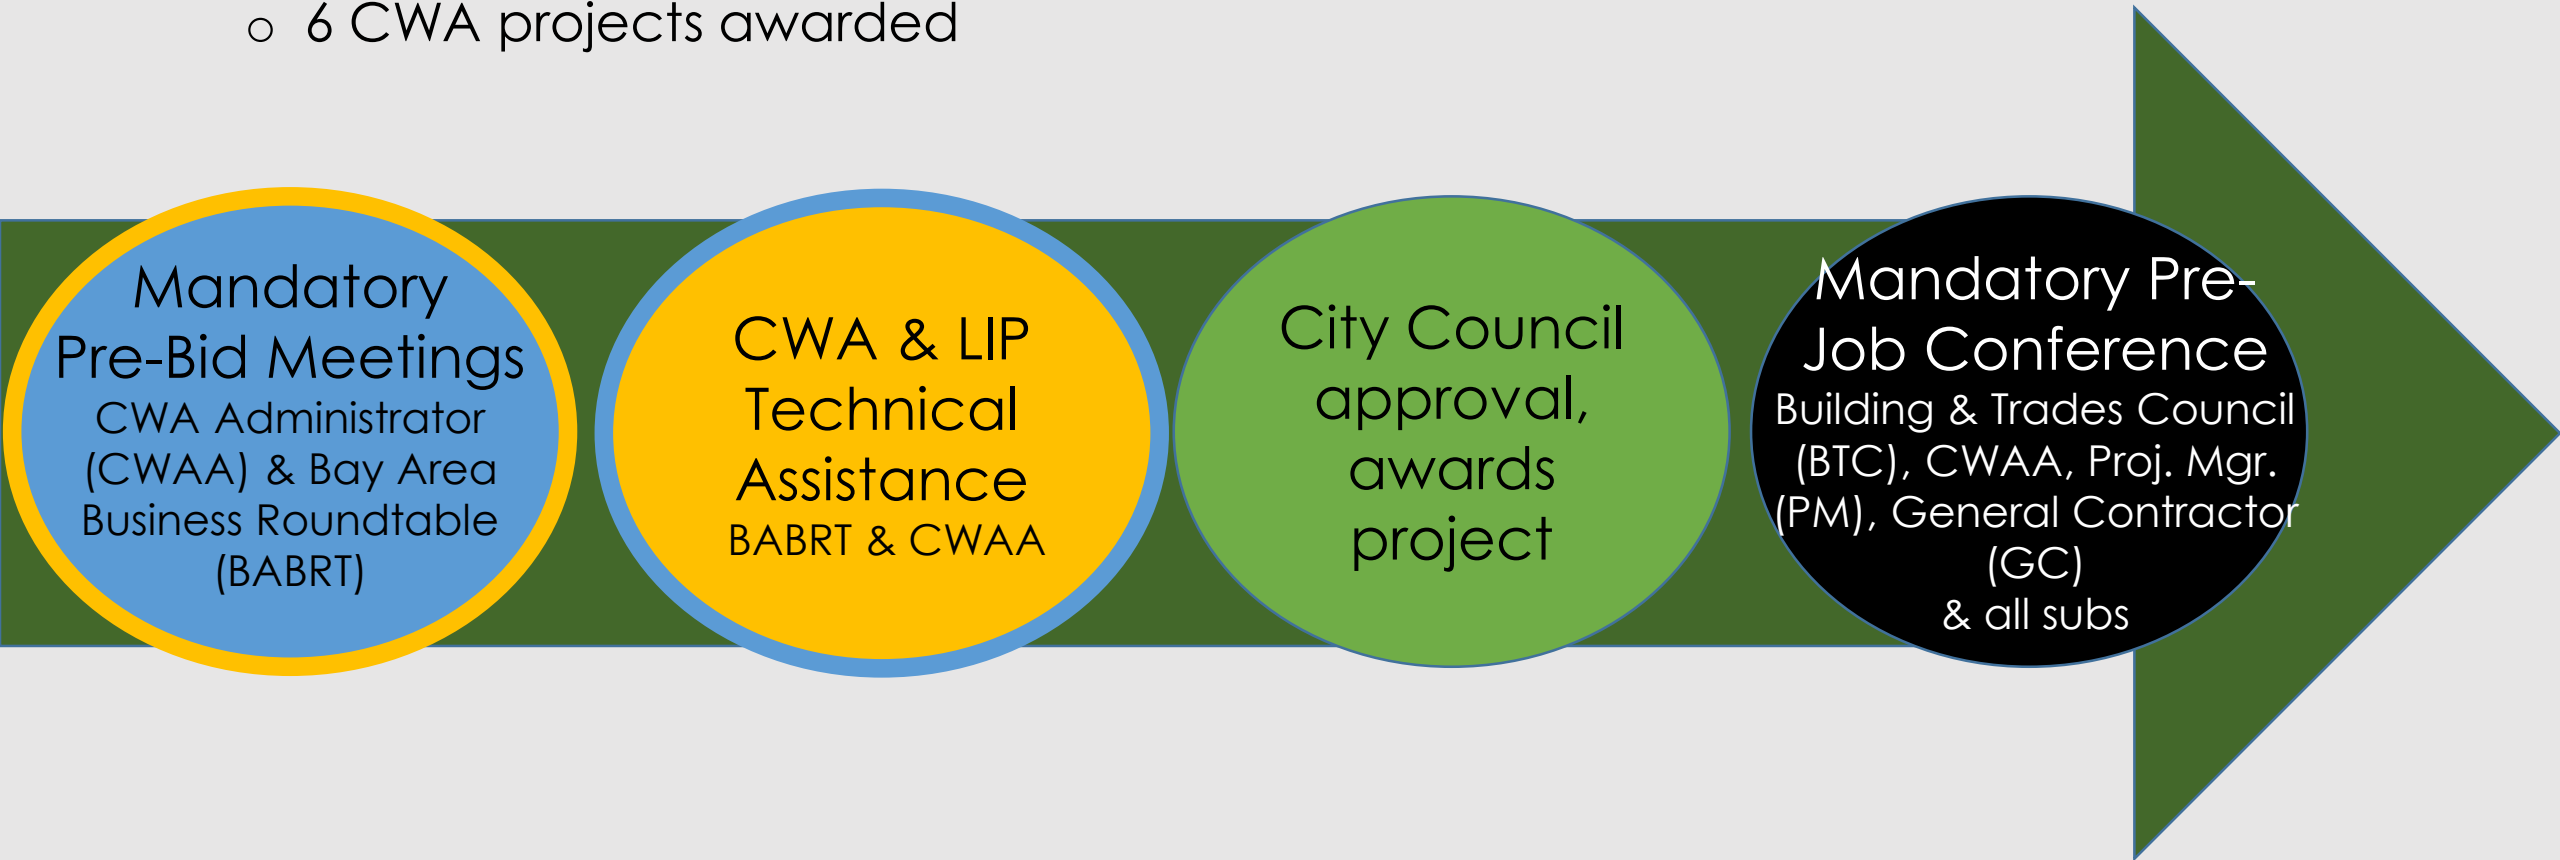 o 6 CWA projects awarded
Mandatory
Pre-Bid Meetings
CWA Administrator
(CWAA) & Bay Area
Business Roundtable
(BABRT)
CWA & LIP
Technical
Assistance
BABRT & CWAA
City Council
approval,
awards
project
Mandatory Pre-
Job Conference
Building & Trades Council
(BTC), CWAA, Proj. Mgr.
(PM), General Contractor
(GC)
& all subs